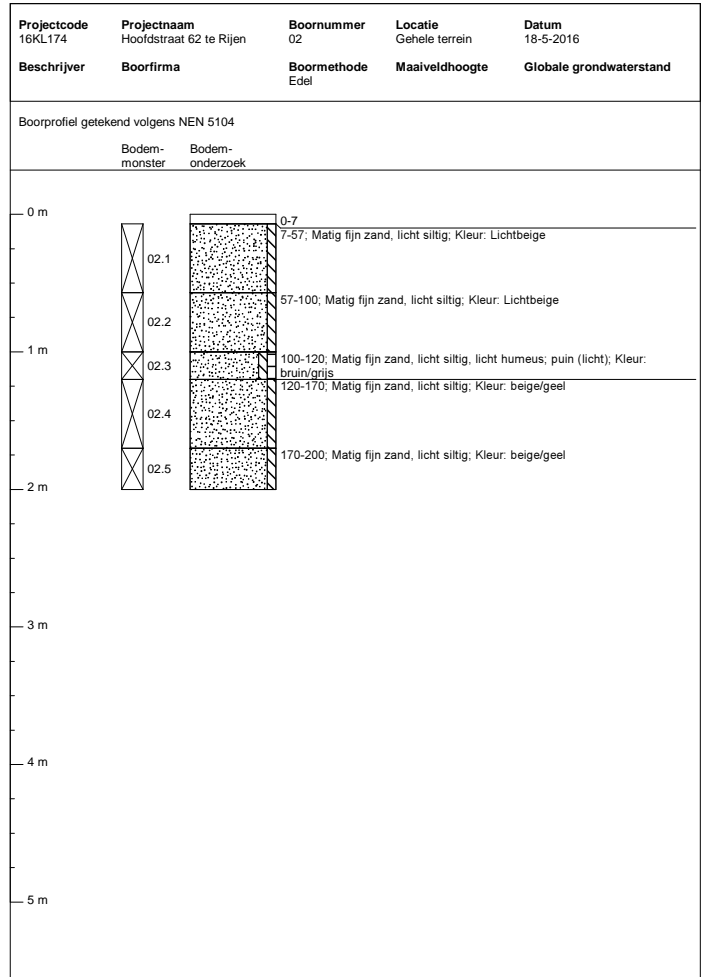 Projectcode Projectnaam Boornummer Locatie Datum
16KL174 Hoofdstraat 62 te Rijen 02 Gehele terrein 18-5-2016
Beschrijver Boorfirma Boormethode Maaiveldhoogte Globale grondwaterstand
Edel
Boorprofiel getekend volgens NEN 5104
Bodem- Bodem-
monster onderzoek
0 m
0-7
7-57; Matig fijn zand, licht siltig; Kleur: Lichtbeige
02.1
57-100; Matig fijn zand, licht siltig; Kleur: Lichtbeige
02.2
1 m
100-120; Matig fijn zand, licht siltig, licht humeus; puin (licht); Kleur:
02.3
bruin/grijs
120-170; Matig fijn zand, licht siltig; Kleur: beige/geel
02.4
170-200; Matig fijn zand, licht siltig; Kleur: beige/geel
02.5
2 m
3 m
4 m
5 m